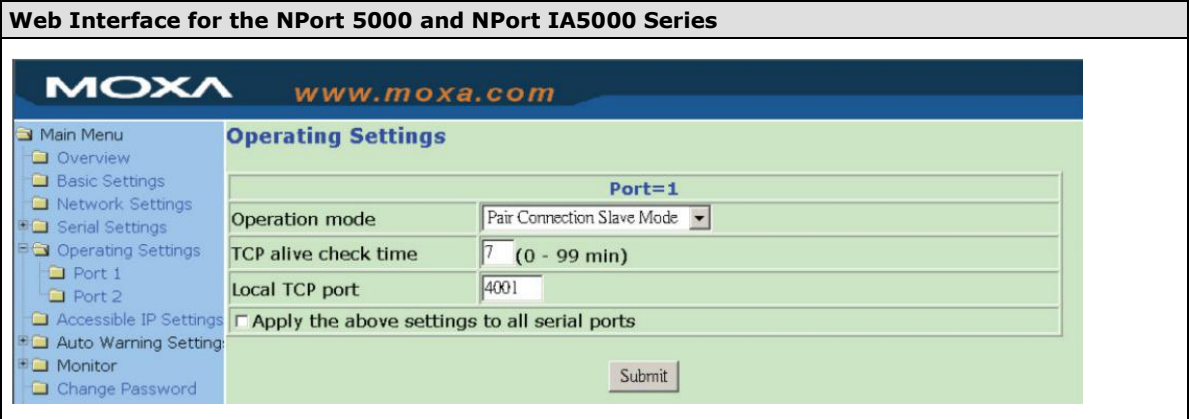 Web Interface for the NPort 5000 and NPort IA5000 Series
MOXA www.moxa.com
Main Menu
Overview
Basic Settings
Network Settings
Serial Settings
Operating Settings
Port 1
Port 2
Accessible IP Settings
Auto Warning Setting
Monitor
Change Password
Operating Settings
Port=1
Operation mode Pair Connection Slave Mode
TCP alive check time 7 (0 - 99 min)
Local TCP port 4001
Apply the above settings to all serial ports
Submit